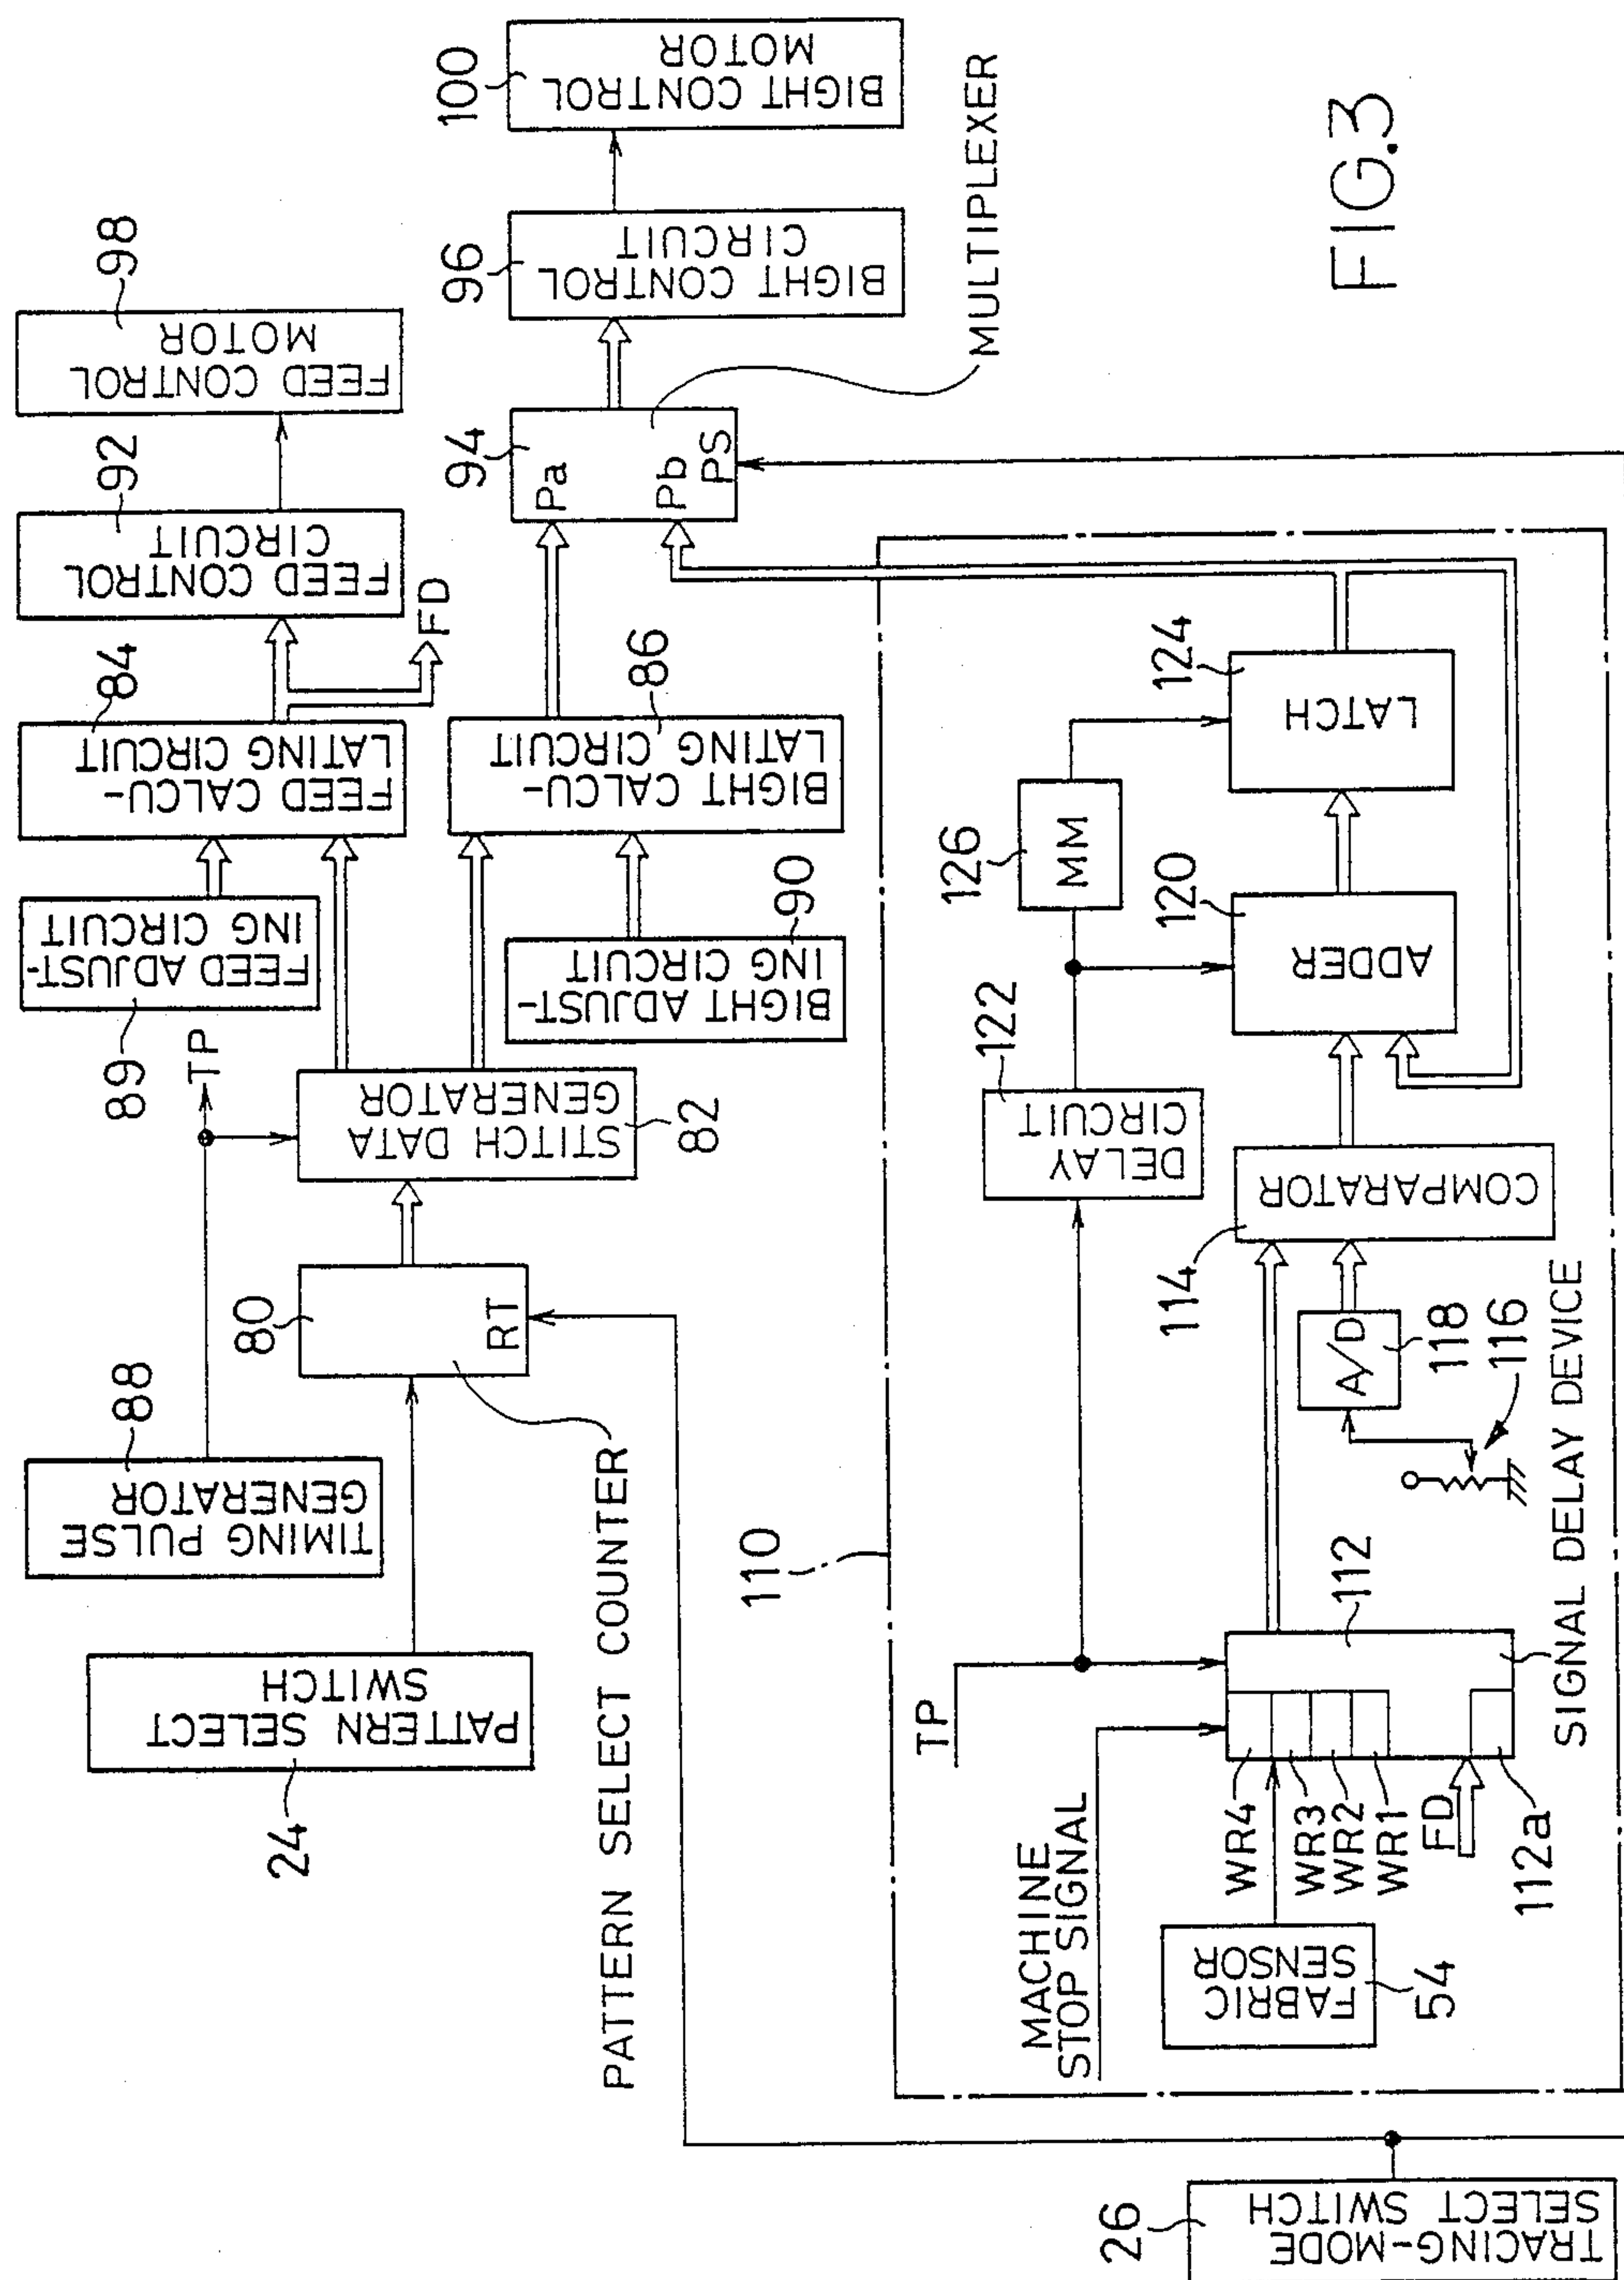 24
PATTERN SELECT
SWITCH
88
TIMING PULSE
GENERATOR
TP
80
RT
PATTERN SELECT COUNTER
82
STITCH DATA
GENERATOR
89
FEED ADJUST-
ING CIRCUIT
84
FEED CALCU-
LATING CIRCUIT
FD
92
FEED CONTROL
CIRCUIT
98
FEED CONTROL
MOTOR
BIGHT ADJUST-
ING CIRCUIT
90
BIGHT CALCU-
LATING CIRCUIT
86
94
Pa
Pb
PS
MULTIPLEXER
96
BIGHT CONTROL
CIRCUIT
100
BIGHT CONTROL
MOTOR
110
TP
MACHINE
STOP SIGNAL
FABRIC
SENSOR
54
WR4
WR3
WR2
WR1
FD
112a
112
SIGNAL DELAY DEVICE
114
COMPARATOR
A/D
118
116
122
DELAY
CIRCUIT
126
MM
120
ADDER
124
LATCH
26
TRACING-MODE
SELECT SWITCH
FIG.3